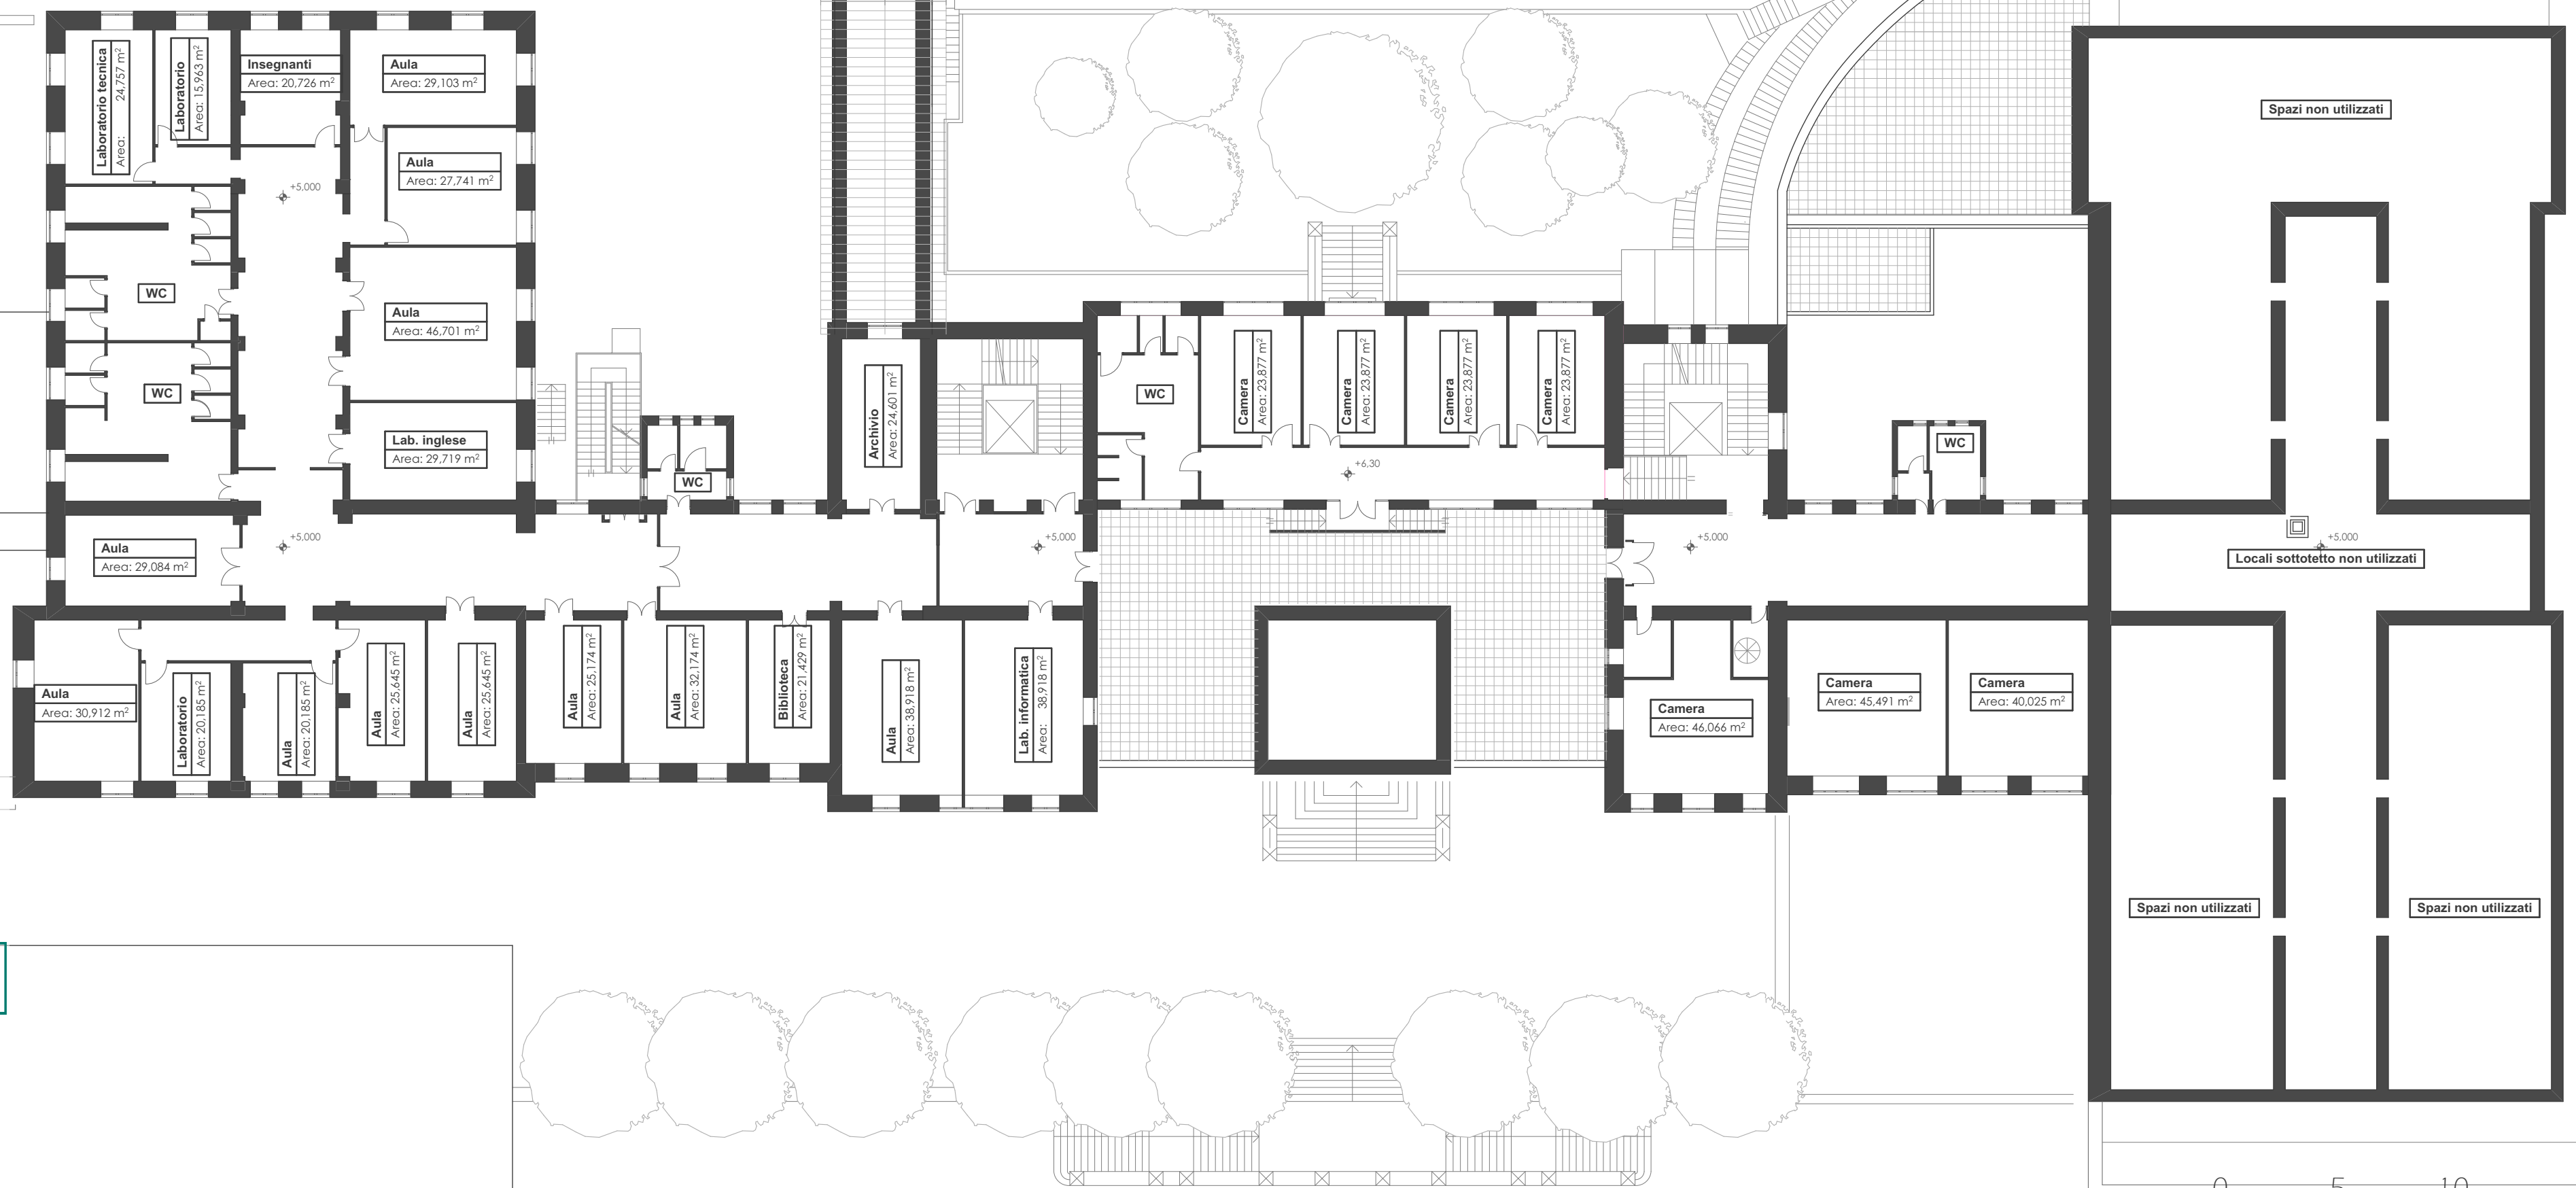 Laboratorio tecnica
Area: 24,757 m²
Laboratorio
Area: 15,963 m²
Insegnanti
Area: 20,726 m²
Aula
Area: 29,103 m²
Aula
Area: 27,741 m²
+5,000
WC
Aula
Area: 46,701 m²
WC
Lab. inglese
Area: 29,719 m²
WC
Archivio
Area: 24,601 m²
WC
Camera
Area: 23,877 m²
Camera
Area: 23,877 m²
Camera
Area: 23,877 m²
Camera
Area: 23,877 m²
+6,30
WC
Spazi non utilizzati
Aula
Area: 29,084 m²
+5,000
+5,000
+5,000
+5,000
Locali sottotetto non utilizzati
Aula
Area: 30,912 m²
Laboratorio
Area: 20,185 m²
Aula
Area: 20,185 m²
Aula
Area: 25,645 m²
Aula
Area: 25,645 m²
Aula
Area: 25,174 m²
Aula
Area: 32,174 m²
Biblioteca
Area: 21,429 m²
Aula
Area: 38,918 m²
Lab. informatica
Area: 38,918 m²
Camera
Area: 46,066 m²
Camera
Area: 45,491 m²
Camera
Area: 40,025 m²
Spazi non utilizzati
Spazi non utilizzati
0 5 10